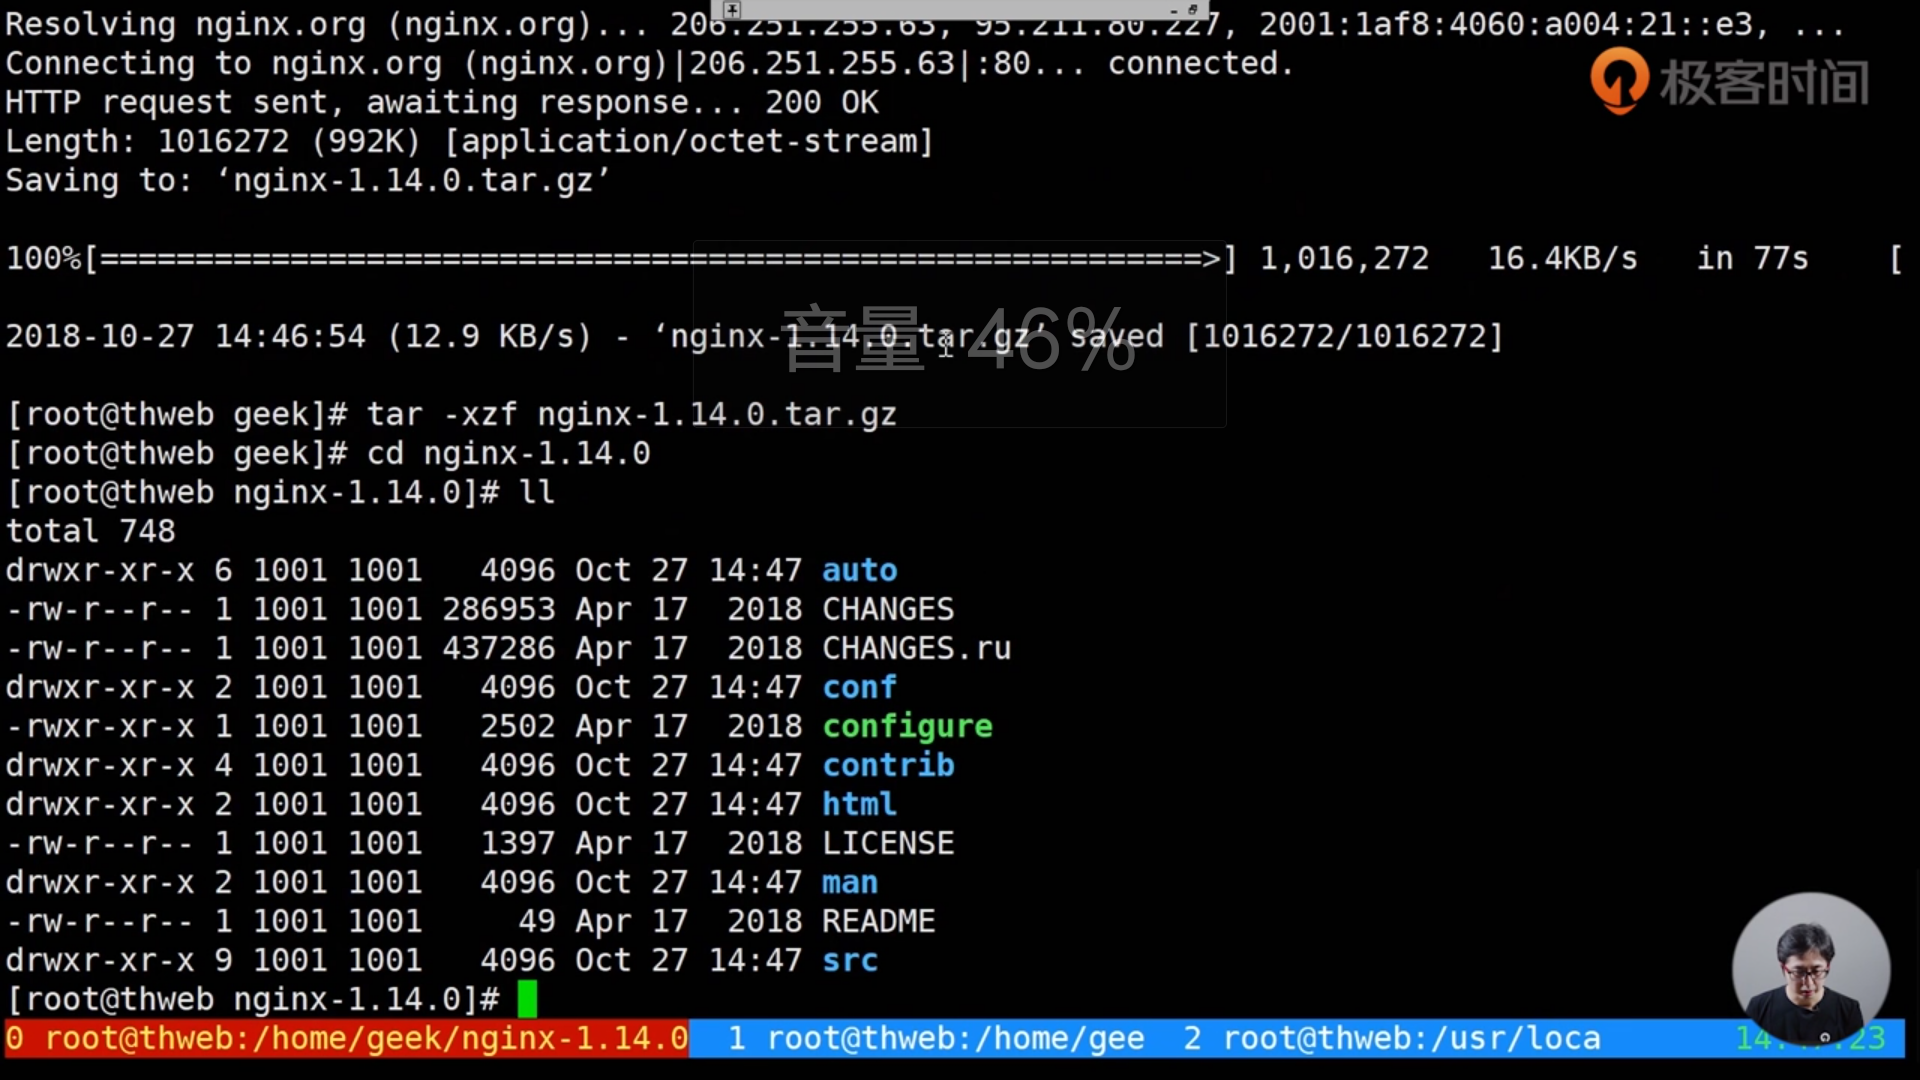 Resolving nginx.org (nginx.org)... 206.251.255.63, 95.211.80.227, 2001:1af8:4060:a004:21::e3, ...
Connecting to nginx.org (nginx.org)|206.251.255.63|:80... connected.
极客时间
HTTP request sent, awaiting response... 200 OK
Length: 1016272 (992K) [application/octet-stream]
Saving to: ‘nginx-1.14.0.tar.gz’
100%[==========================================================>] 1,016,272   16.4KB/s   in 77s    [
2018-10-27 14:46:54 (12.9 KB/s) - ‘nginx-1.14.0.tar.gz’ saved [1016272/1016272]
音量: 46%
[root@thweb geek]# tar -xzf nginx-1.14.0.tar.gz
[root@thweb geek]# cd nginx-1.14.0
[root@thweb nginx-1.14.0]# ll
total 748
drwxr-xr-x 6 1001 1001   4096 Oct 27 14:47 auto
-rw-r--r-- 1 1001 1001 286953 Apr 17  2018 CHANGES
-rw-r--r-- 1 1001 1001 437286 Apr 17  2018 CHANGES.ru
drwxr-xr-x 2 1001 1001   4096 Oct 27 14:47 conf
-rwxr-xr-x 1 1001 1001   2502 Apr 17  2018 configure
drwxr-xr-x 4 1001 1001   4096 Oct 27 14:47 contrib
drwxr-xr-x 2 1001 1001   4096 Oct 27 14:47 html
-rw-r--r-- 1 1001 1001   1397 Apr 17  2018 LICENSE
drwxr-xr-x 2 1001 1001   4096 Oct 27 14:47 man
-rw-r--r-- 1 1001 1001     49 Apr 17  2018 README
drwxr-xr-x 9 1001 1001   4096 Oct 27 14:47 src
[root@thweb nginx-1.14.0]#
0 root@thweb:/home/geek/nginx-1.14.0  1 root@thweb:/home/gee  2 root@thweb:/usr/loca